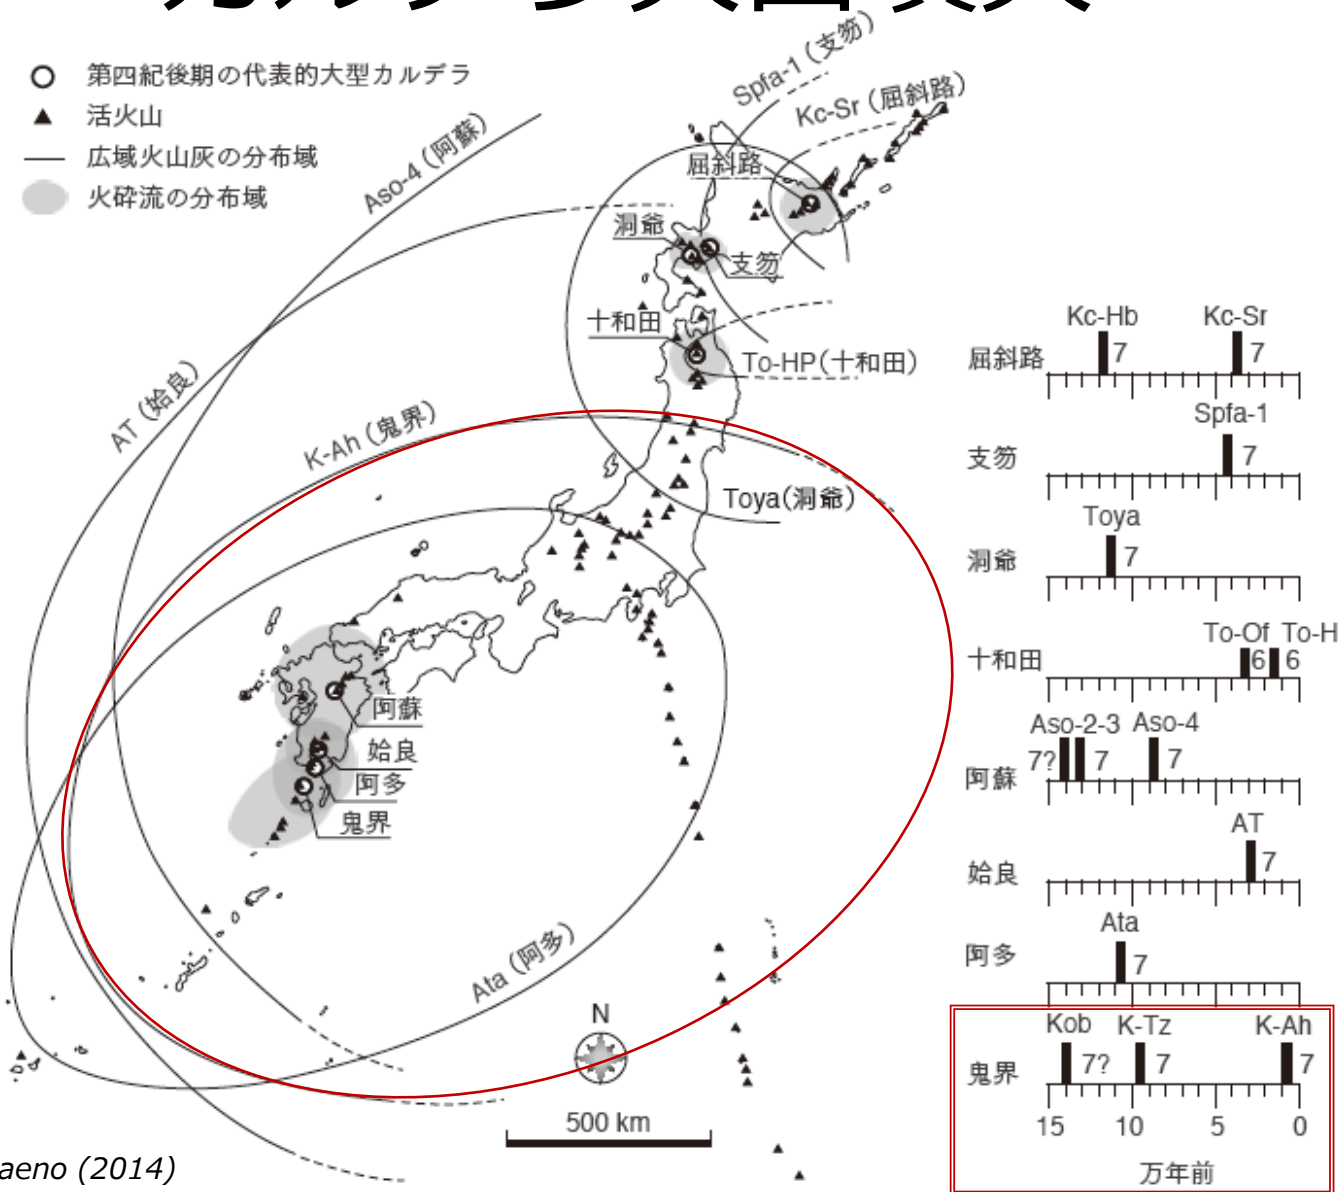 第四紀後期の代表的大型カルデラ
活火山
広域火山灰の分布域
火砕流の分布域
Spfa-1 (支笏)
Kc-Sr (屈斜路)
Aso-4 (阿蘇)
屈斜路
洞爺
支笏
十和田
To-HP(十和田)
AT (姶良)
K-Ah (鬼界)
Toya(洞爺)
阿蘇
姶良
阿多
鬼界
Ata (阿多)
N
500 km
aeno (2014)
Kc-Hb Kc-Sr
屈斜路 7 7
Spfa-1
支笏 7
Toya
洞爺 7
To-Of To-H
十和田 6 6
Aso-2-3 Aso-4
阿蘇 7? 7 7
AT
姶良 7
Ata
阿多 7
Kob K-Tz K-Ah
鬼界 7? 7 7
15 10 5 0
万年前